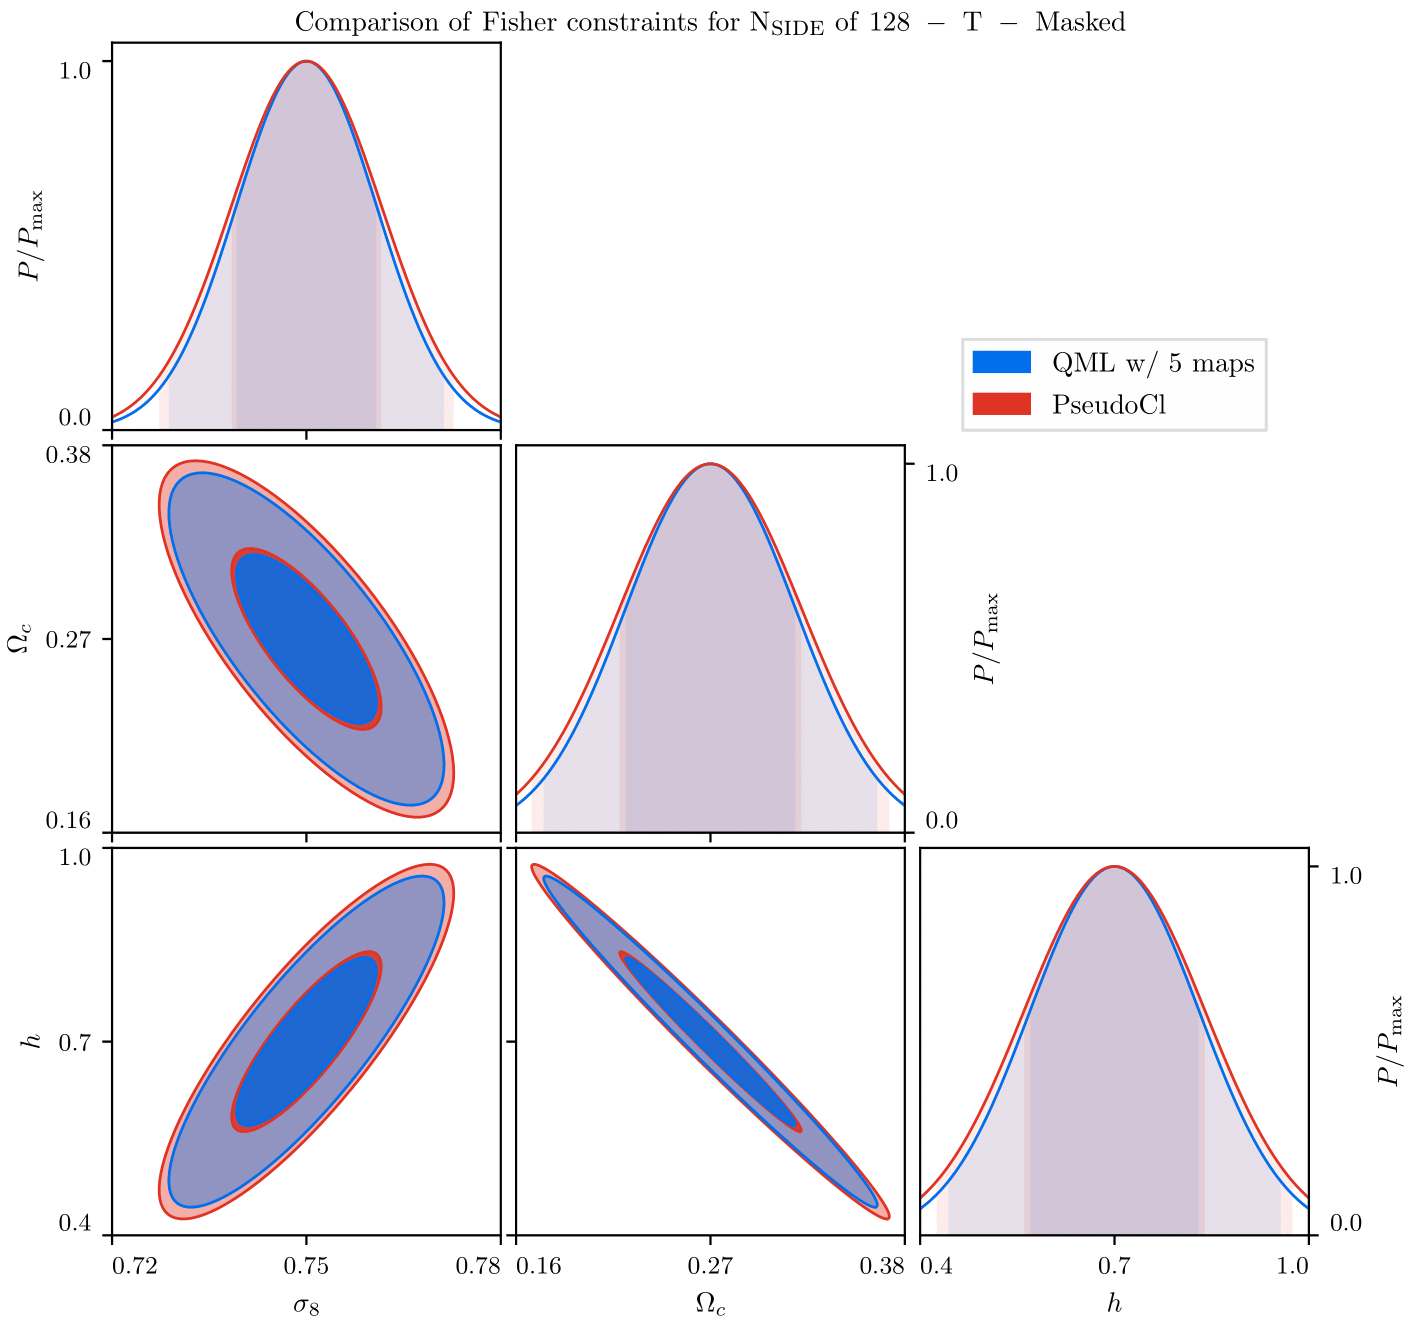 Comparison of Fisher constraints for N_SIDE of 128 − T − Masked
1.0
P/P_max
0.0
QML w/ 5 maps
PseudoCl
0.38
Ω_c
0.27
0.16
1.0
P/P_max
0.0
1.0
h
0.7
0.4
1.0
P/P_max
0.0
0.72 0.75 0.78
σ_8
0.16 0.27 0.38
Ω_c
0.4 0.7 1.0
h